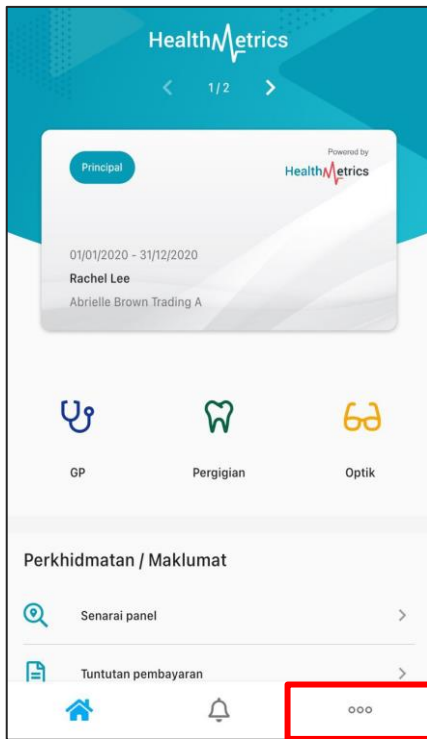 HealthMetrics
1/2
Principal
Powered by
HealthMetrics
01/01/2020 - 31/12/2020
Rachel Lee
Abrielle Brown Trading A
GP
Pergigian
Optik
Perkhidmatan / Maklumat
Senarai panel
Tuntutan pembayaran